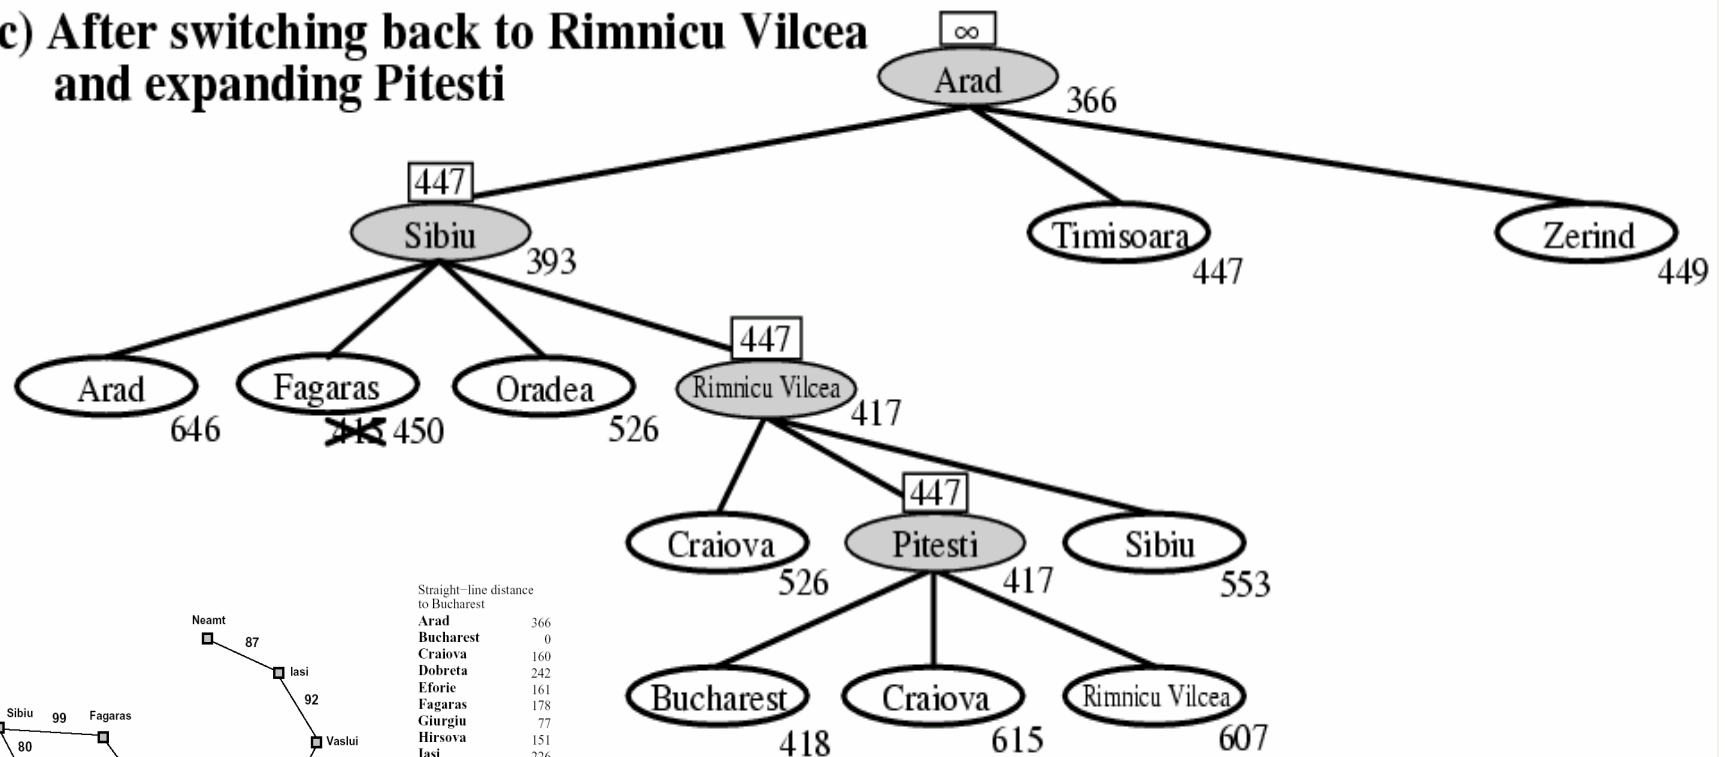 c) After switching back to Rimnicu Vilcea
and expanding Pitesti
∞
Arad
366
447
Sibiu
393
Timisoara
447
Zerind
449
Arad
646
Fagaras
415 450
Oradea
526
447
Rimnicu Vilcea
417
Craiova
526
447
Pitesti
417
Sibiu
553
Bucharest
418
Craiova
615
Rimnicu Vilcea
607
Neamt
87
Iasi
92
Sibiu 99 Fagaras
80
Vaslui
Straight−line distance
to Bucharest
Arad 366
Bucharest 0
Craiova 160
Dobreta 242
Eforie 161
Fagaras 178
Giurgiu 77
Hirsova 151
Iasi 226